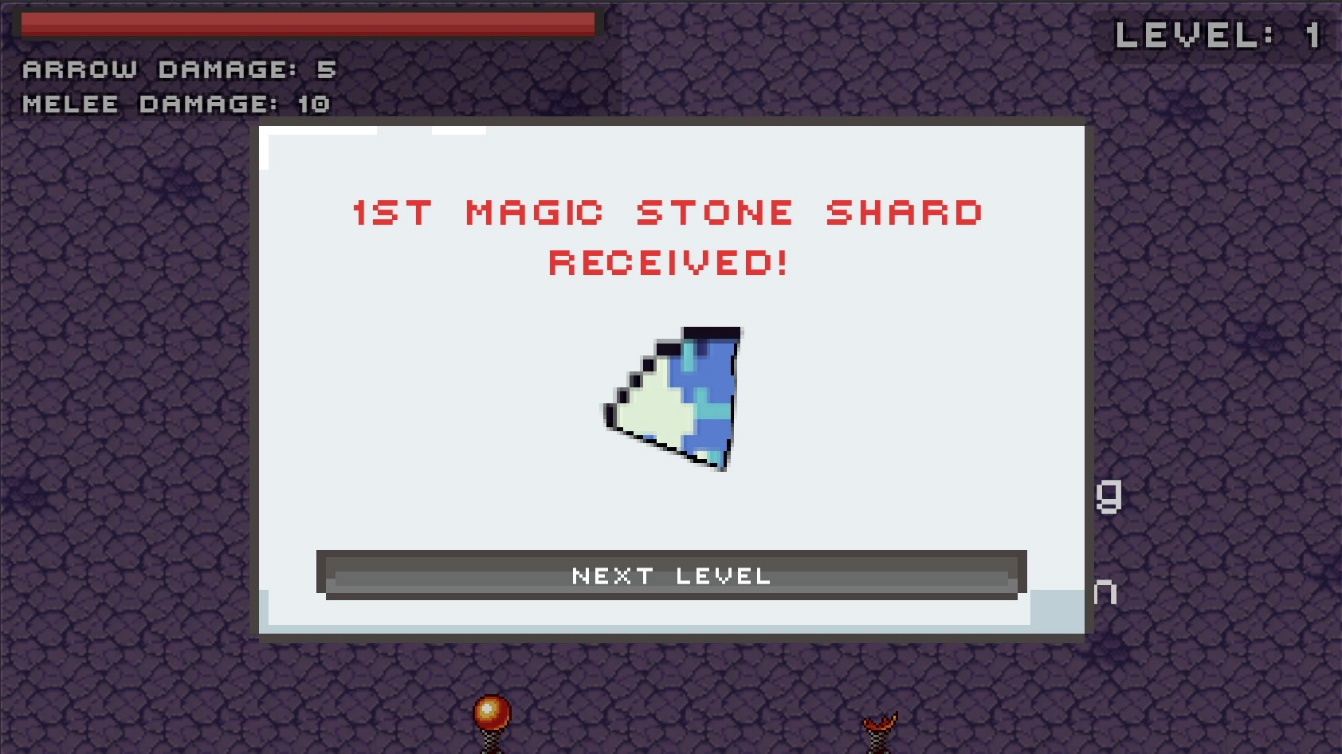 LEVEL: 1
ARROW DAMAGE: 5
MELEE DAMAGE: 10
1ST MAGIC STONE SHARD
RECEIVED!
g
NEXT LEVEL
n